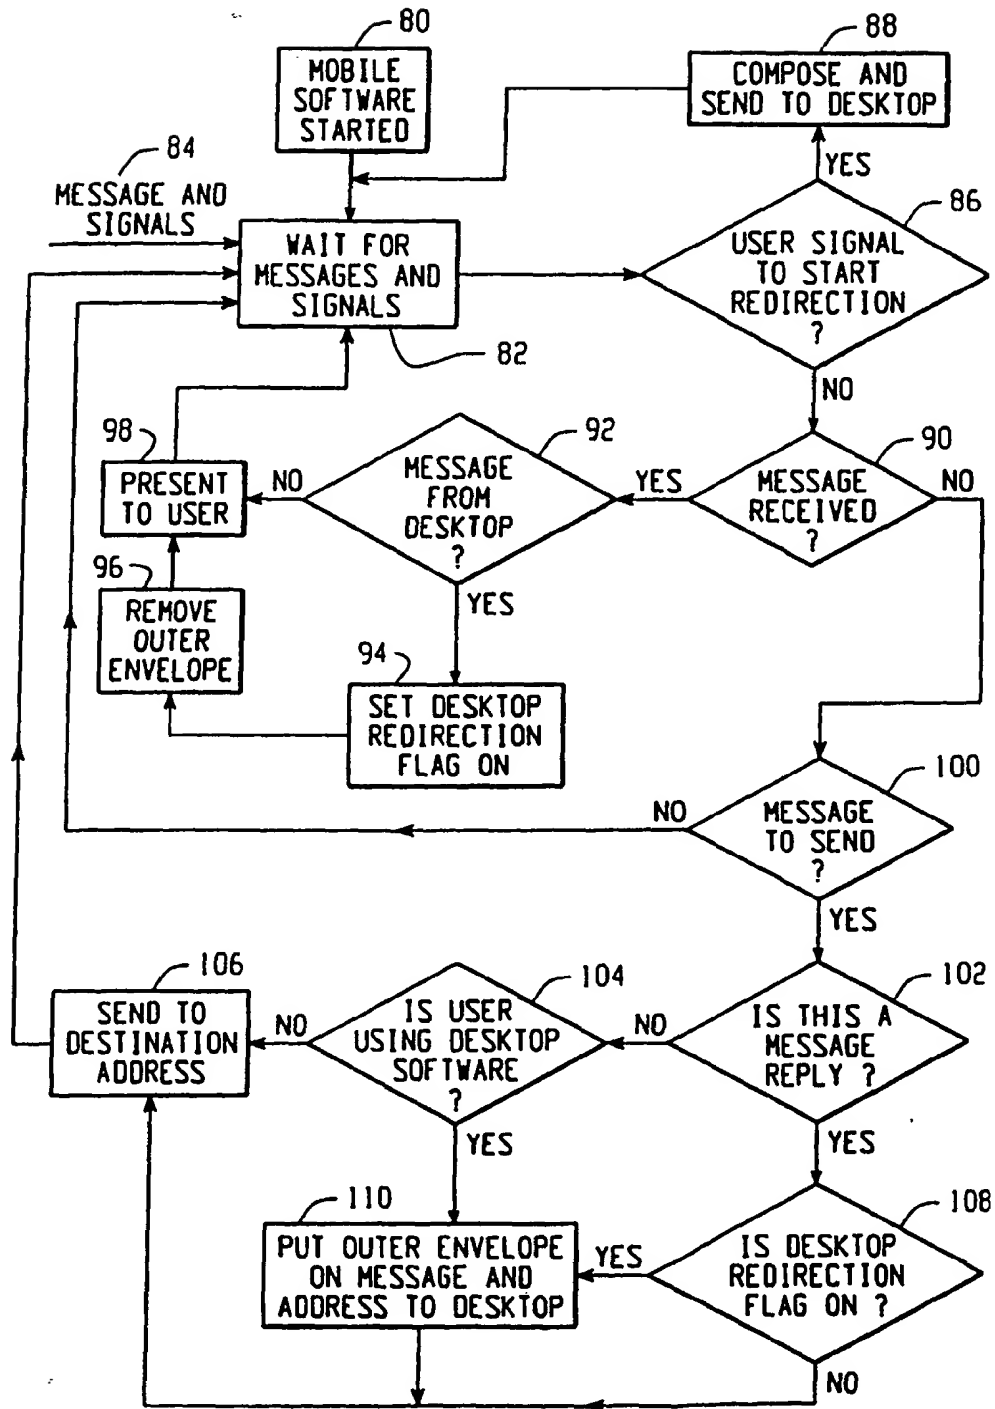 80
MOBILE
SOFTWARE
STARTED
88
COMPOSE AND
SEND TO DESKTOP
YES
84
MESSAGE AND
SIGNALS
82
WAIT FOR
MESSAGES AND
SIGNALS
86
USER SIGNAL
TO START
REDIRECTION
?
NO
90
MESSAGE
RECEIVED
?
NO
YES
92
MESSAGE
FROM
DESKTOP
?
NO
YES
98
PRESENT
TO USER
96
REMOVE
OUTER
ENVELOPE
94
SET DESKTOP
REDIRECTION
FLAG ON
100
MESSAGE
TO SEND
?
NO
YES
102
IS THIS A
MESSAGE
REPLY ?
NO
YES
104
IS USER
USING DESKTOP
SOFTWARE
?
NO
YES
106
SEND TO
DESTINATION
ADDRESS
108
IS DESKTOP
REDIRECTION
FLAG ON ?
YES
NO
110
PUT OUTER ENVELOPE
ON MESSAGE AND
ADDRESS TO DESKTOP